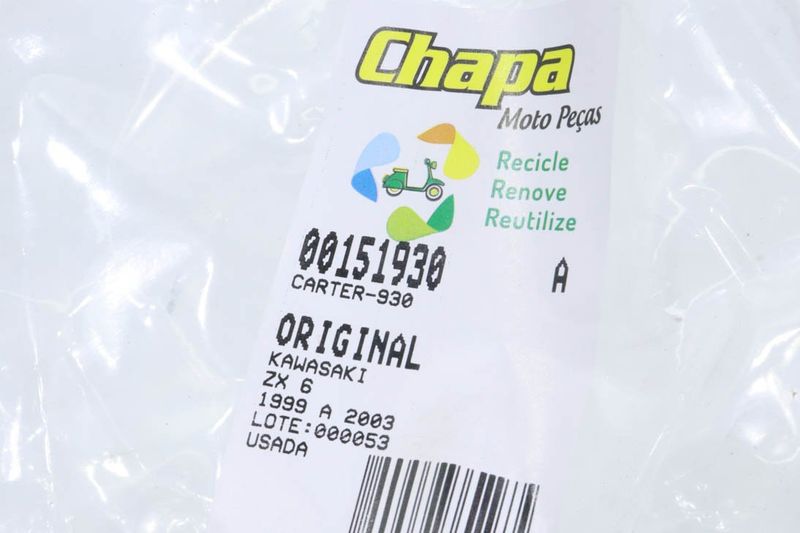 Chapa
Moto Peças
Recicle
Renove
Reutilize
00151930 A
CARTER-930
ORIGINAL
KAWASAKI
ZX 6
1999 A 2003
LOTE:000053
USADA